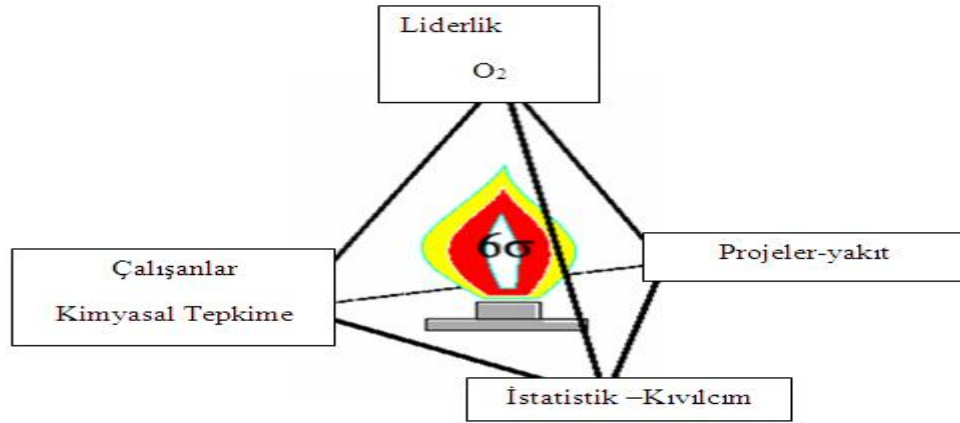 Liderlik
O₂
6σ
Çalışanlar
Kimyasal Tepkime
Projeler-yakıt
İstatistik –Kıvılcım